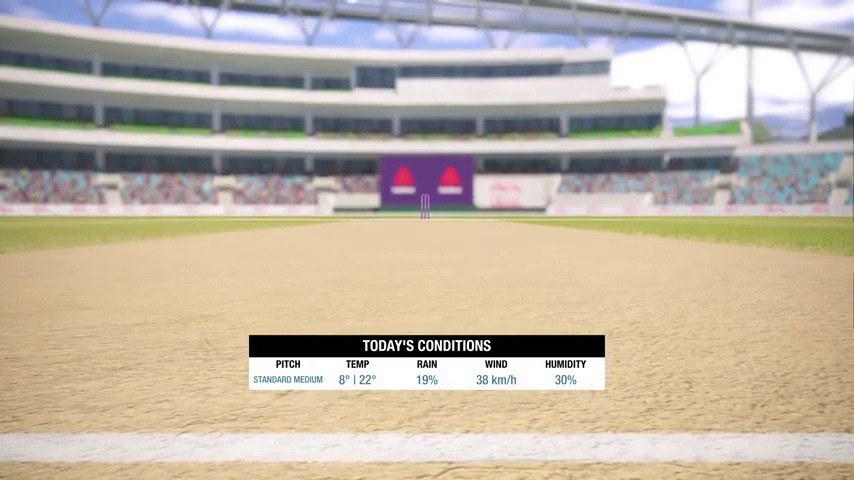 TODAY'S CONDITIONS
PITCH TEMP RAIN WIND HUMIDITY
STANDARD MEDIUM 8° | 22° 19% 38 km/h 30%